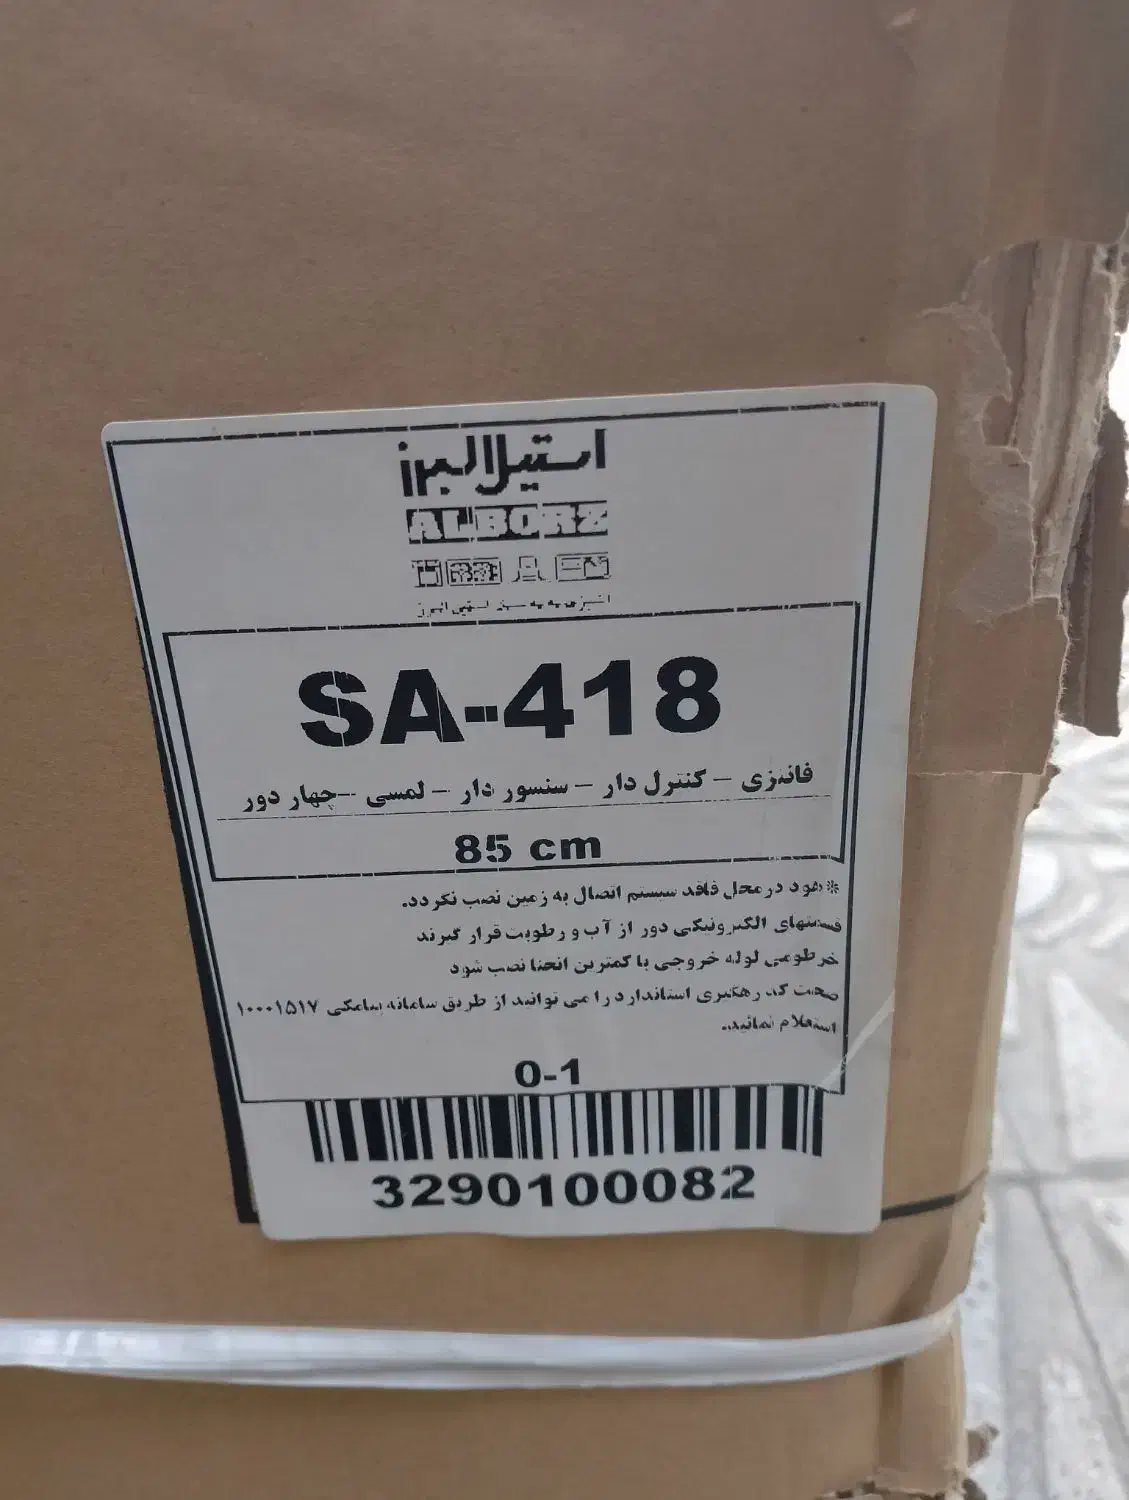 استیل البرز
ALBORZ
SA-418
فانتزی - کنترل دار - سنسور دار - لمسی - چهار دور
85 cm
* هود در محل فاقد سیستم اتصال به زمین نصب نگردد.
قسمتهای الکترونیکی دور از آب و رطوبت قرار گیرند
خرطومی لوله خروجی با کمترین انحنا نصب شود
صحت کد رهگیری استاندارد را می توانید از طریق سامانه پیامکی ۱۰۰۰۱۵۱۷
استعلام نمائید.
0-1
3290100082